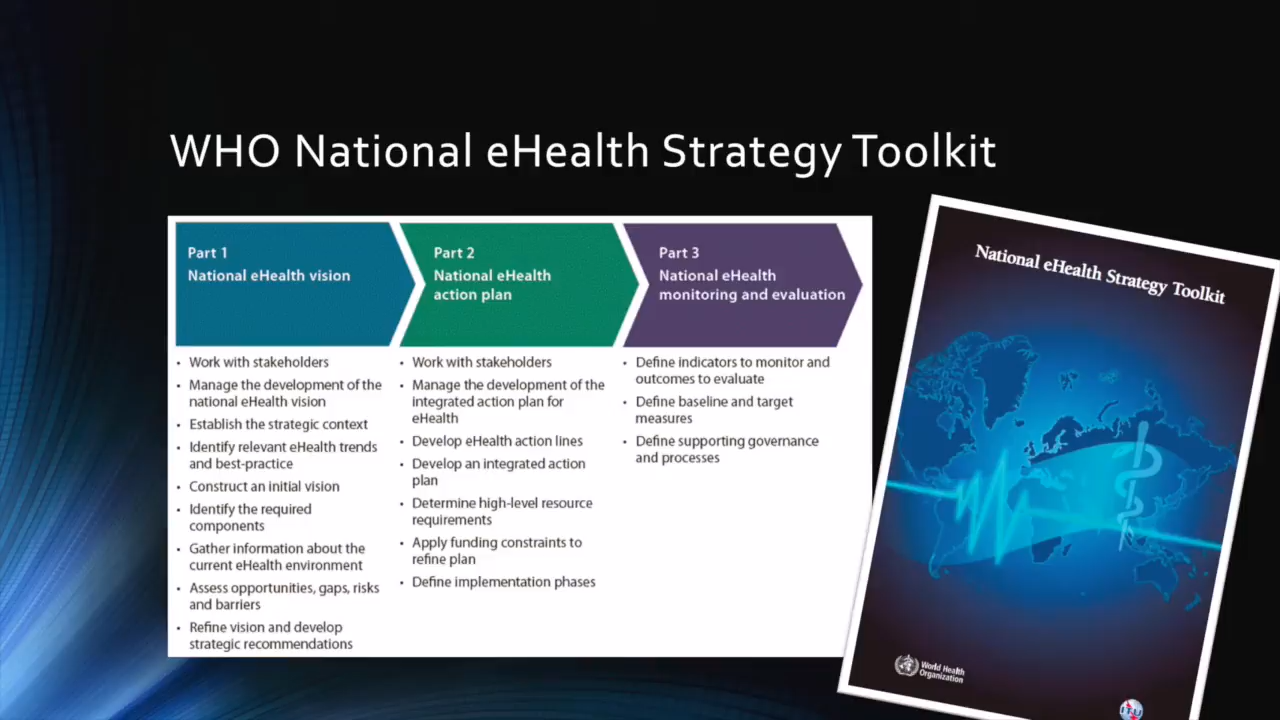 WHO National eHealth Strategy Toolkit
Part 1
National eHealth vision
• Work with stakeholders
• Manage the development of the
national eHealth vision
• Establish the strategic context
• Identify relevant eHealth trends
and best-practice
• Construct an initial vision
• Identify the required
components
• Gather information about the
current eHealth environment
• Assess opportunities, gaps, risks
and barriers
• Refine vision and develop
strategic recommendations
Part 2
National eHealth
action plan
• Work with stakeholders
• Manage the development of the
integrated action plan for
eHealth
• Develop eHealth action lines
• Develop an integrated action
plan
• Determine high-level resource
requirements
• Apply funding constraints to
refine plan
• Define implementation phases
Part 3
National eHealth
monitoring and evaluation
• Define indicators to monitor and
outcomes to evaluate
• Define baseline and target
measures
• Define supporting governance
and processes
National eHealth Strategy Toolkit
World Health
Organization
ITU